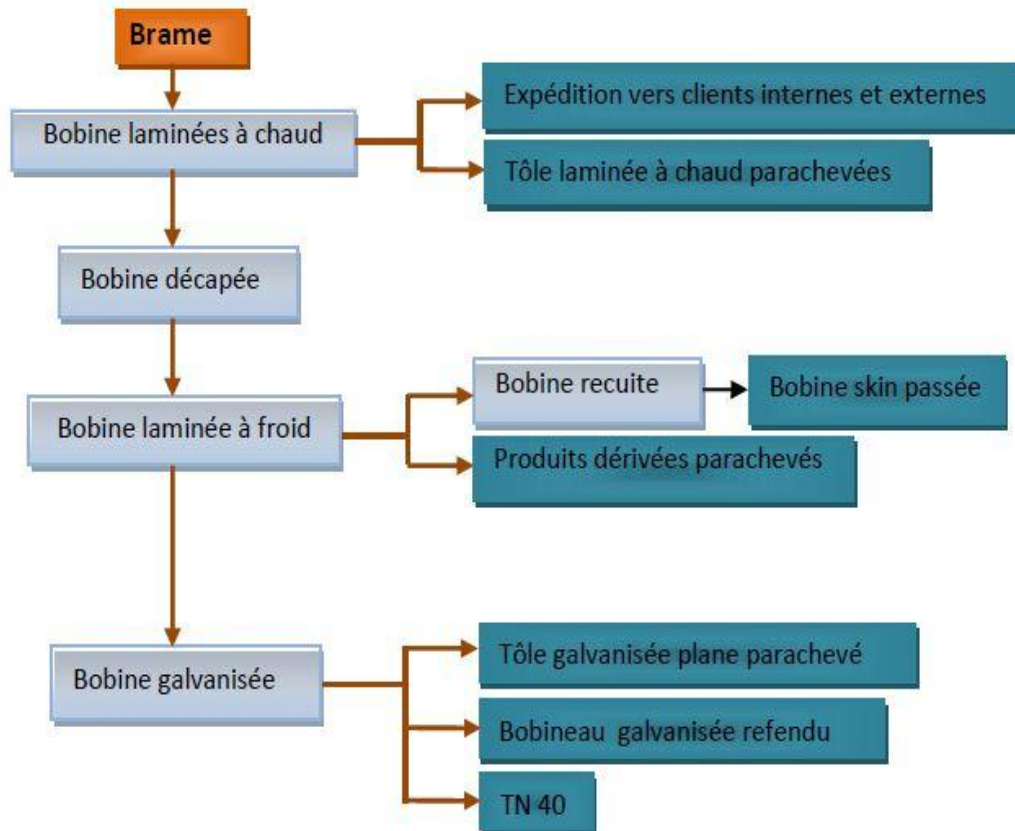 Brame
Expédition vers clients internes et externes
Bobine laminées à chaud
Tôle laminée à chaud parachevées
Bobine décapée
Bobine recuite
Bobine skin passée
Bobine laminée à froid
Produits dérivées parachevés
Tôle galvanisée plane parachevé
Bobine galvanisée
Bobineau galvanisée refendu
TN 40